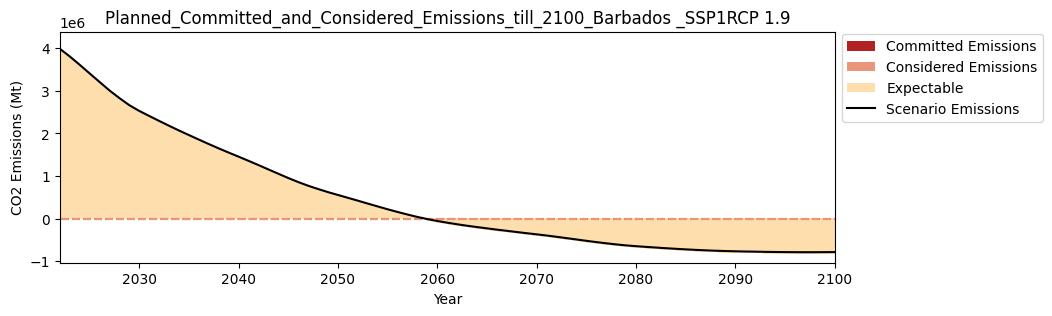 Planned_Committed_and_Considered_Emissions_till_2100_Barbados _SSP1RCP 1.9
1e6
4
3
2
1
0
−1
CO2 Emissions (Mt)
2030
2040
2050
2060
2070
2080
2090
2100
Year
Committed Emissions
Considered Emissions
Expectable
Scenario Emissions